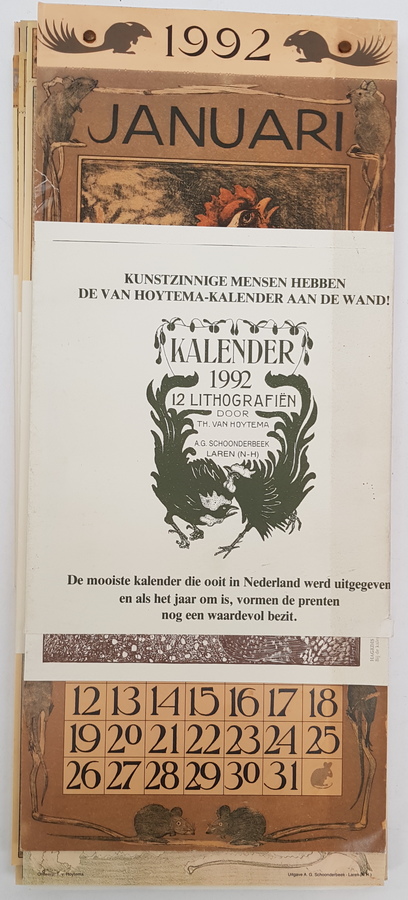 1992
JANUARI
KUNSTZINNIGE MENSEN HEBBEN
DE VAN HOYTEMA-KALENDER AAN DE WAND!
KALENDER
1992
12 LITHOGRAFIËN
DOOR
TH. VAN HOYTEMA
A.G. SCHOONDERBEEK
LAREN (N-H)
De mooiste kalender die ooit in Nederland werd uitgegeven
en als het jaar om is, vormen de prenten
nog een waardevol bezit.
12 13 14 15 16 17 18
19 20 21 22 23 24 25
26 27 28 29 30 31
Uitgave A. G. Schoonderbeek - Laren